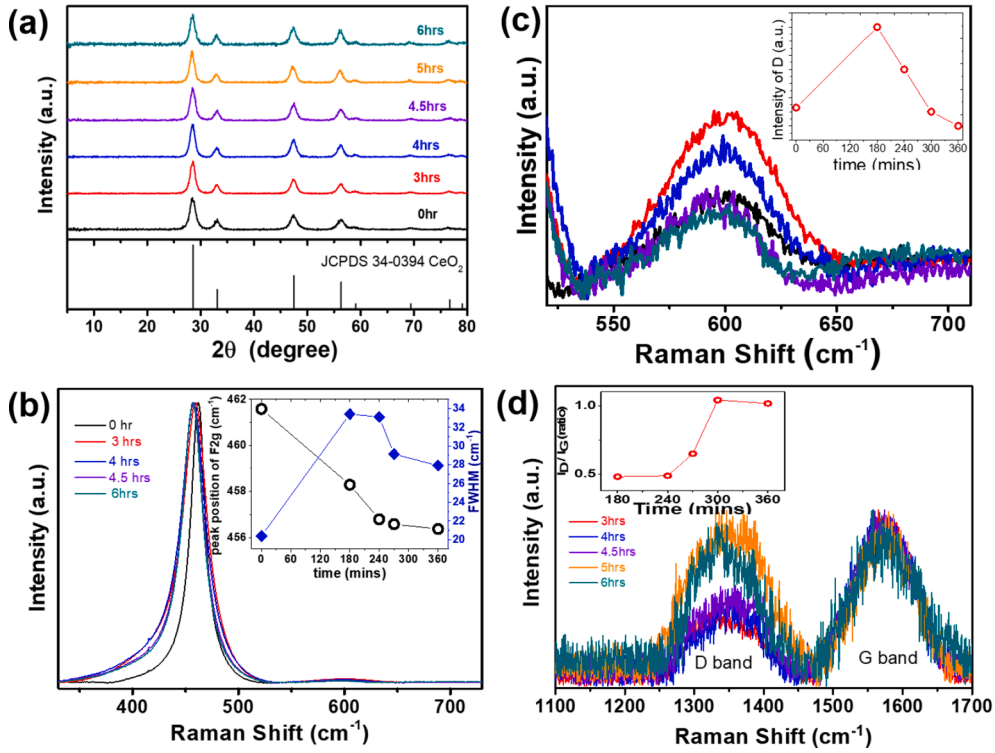 (a)
Intensity (a.u.)
6hrs
5hrs
4.5hrs
4hrs
3hrs
0hr
JCPDS 34-0394 CeO₂
10 20 30 40 50 60 70 80
2θ (degree)
(b)
Intensity (a.u.)
0 hr
3 hrs
4 hrs
4.5 hrs
6hrs
peak position of F2g (cm⁻¹)
462
460
458
456
34
32
30
28
26
24
22
20
FWHM (cm⁻¹)
0 60 120 180 240 300 360
time (mins)
400 500 600 700
Raman Shift (cm⁻¹)
(c)
Intensity (a.u.)
Intensity of D (a.u.)
0 60 120 180 240 300 360
time (mins)
550 600 650 700
Raman Shift (cm⁻¹)
(d)
Intensity (a.u.)
I_D/ I_G (ratio)
1.0
0.5
180 240 300 360
Time (mins)
3hrs
4hrs
4.5hrs
5hrs
6hrs
D band
G band
1100 1200 1300 1400 1500 1600 1700
Raman Shift (cm⁻¹)